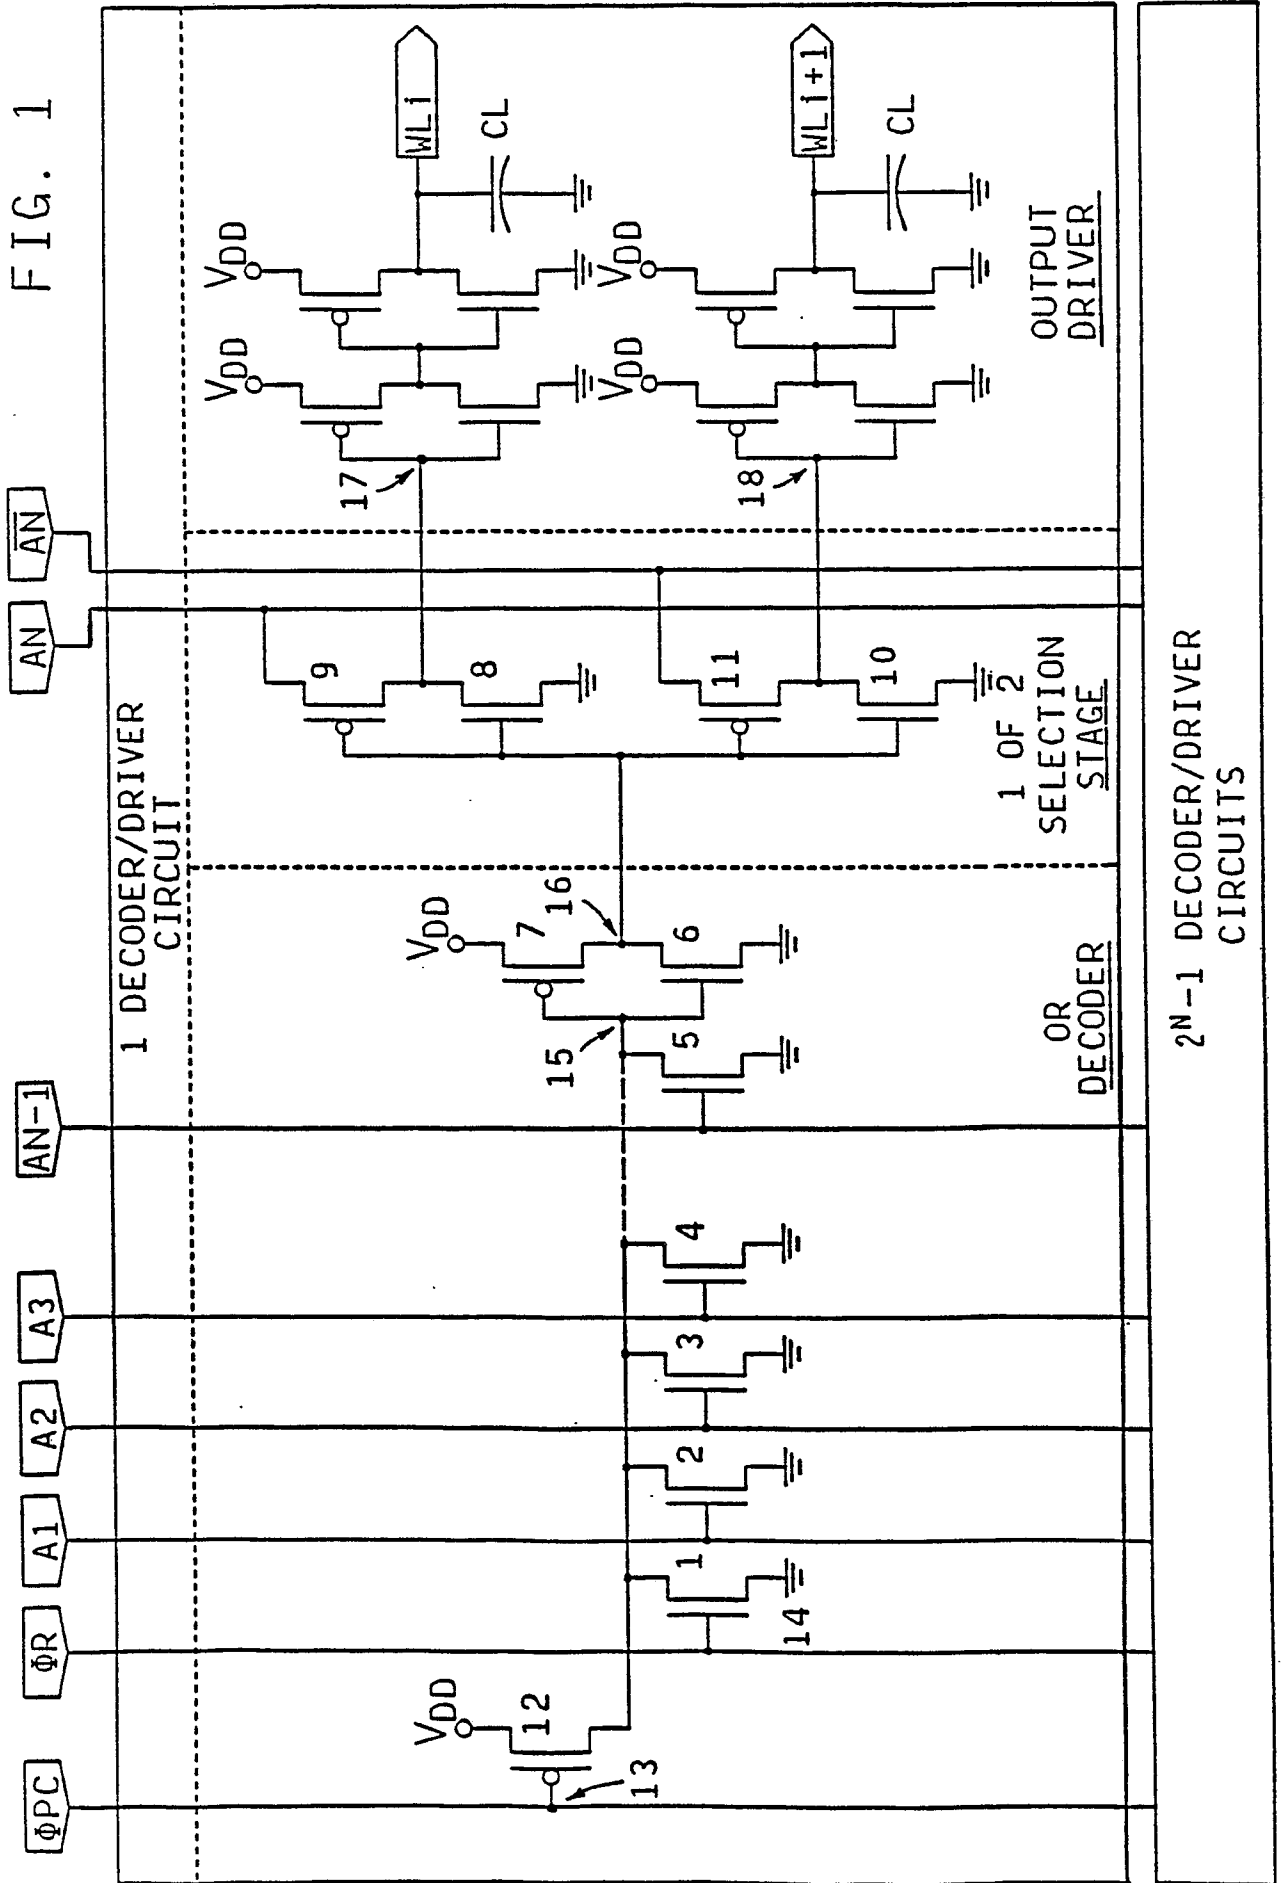 FIG. 1
ΦPC
ΦR
A1
A2
A3
AN-1
AN
A̅N̅
1 DECODER/DRIVER
CIRCUIT
VDD
12
13
14
1
2
3
4
5
15
VDD
7
16
6
OR
DECODER
9
8
11
10
1 OF 2
SELECTION
STAGE
17
VDD
VDD
WLi
CL
18
VDD
VDD
WLi+1
CL
OUTPUT
DRIVER
2ᴺ-1 DECODER/DRIVER
CIRCUITS